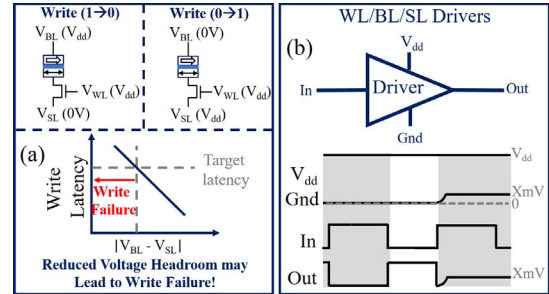 Write (1→0)
V_BL (V_dd)
V_WL (V_dd)
V_SL (0V)
Write (0→1)
V_BL (0V)
V_WL (V_dd)
V_SL (V_dd)
(a)
Write
Latency
Target
latency
Write
Failure
|V_BL - V_SL|
Reduced Voltage Headroom may
Lead to Write Failure!
WL/BL/SL Drivers
(b)
V_dd
In
Driver
Out
Gnd
V_dd
V_dd
Gnd
XmV
0
In
Out
XmV